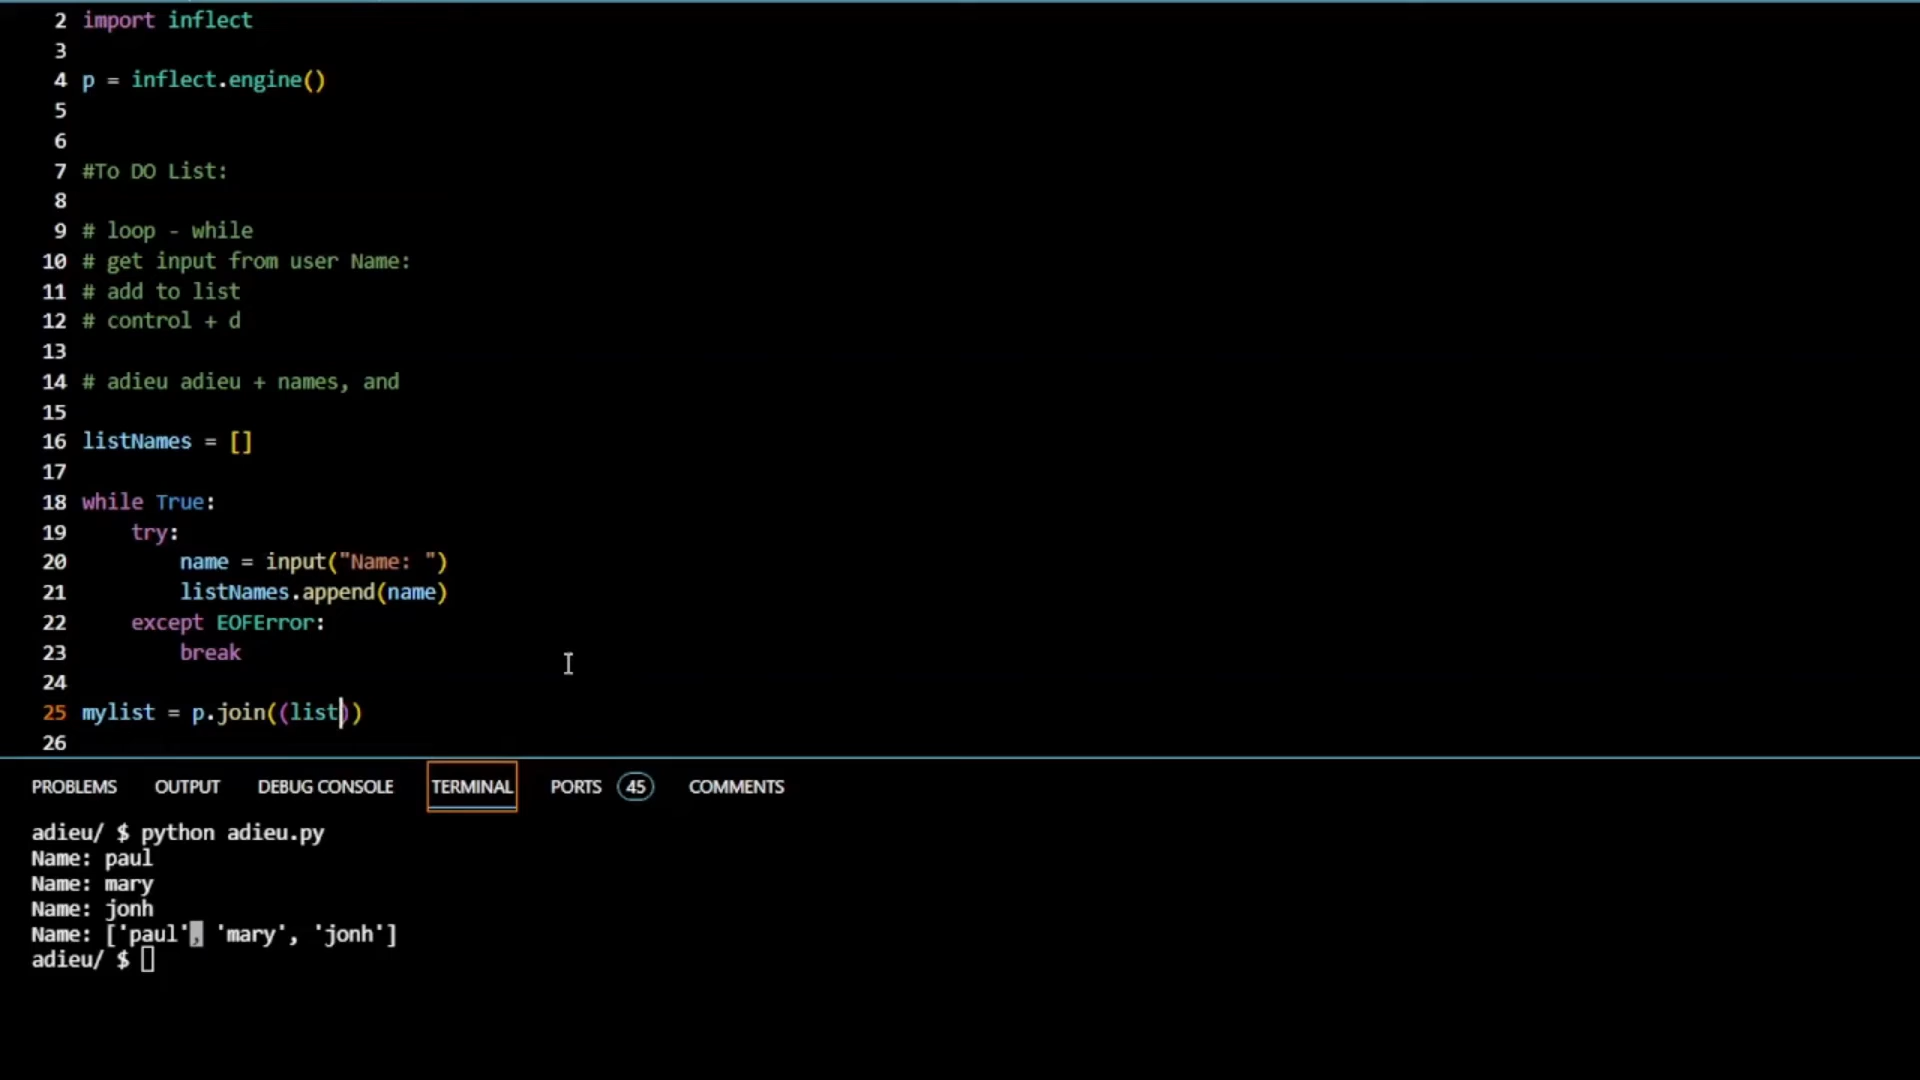 2 import inflect
3
4 p = inflect.engine()
5
6
7 #To DO List:
8
9 # loop - while
10 # get input from user Name:
11 # add to list
12 # control + d
13
14 # adieu adieu + names, and
15
16 listNames = []
17
18 while True:
19     try:
20         name = input("Name: ")
21         listNames.append(name)
22     except EOFError:
23         break
24
25 mylist = p.join((list))
26
PROBLEMS OUTPUT DEBUG CONSOLE TERMINAL PORTS 45 COMMENTS
adieu/ $ python adieu.py
Name: paul
Name: mary
Name: jonh
Name: ['paul', 'mary', 'jonh']
adieu/ $